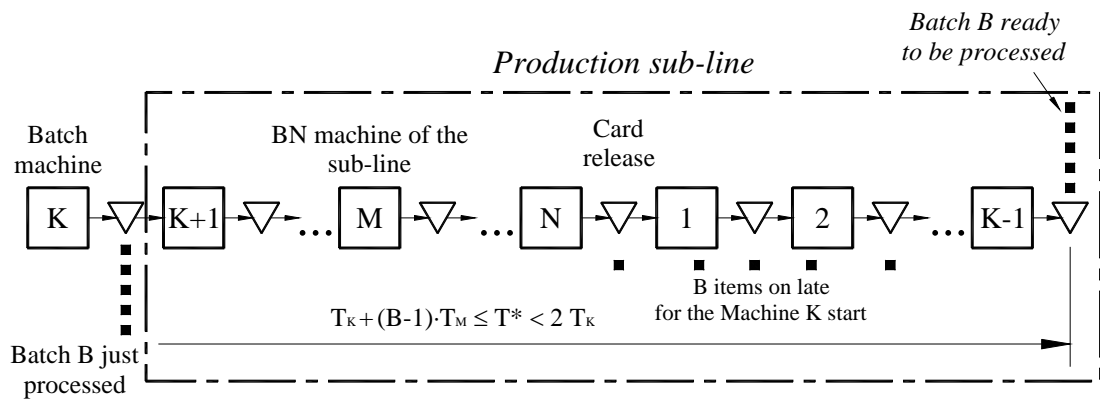 Batch B ready
to be processed
Production sub-line
Batch
machine
BN machine of the
sub-line
Card
release
K
K+1
...
M
...
N
1
2
...
K-1
B items on late
for the Machine K start
TK + (B-1)·TM ≤ T* < 2 TK
Batch B just
processed